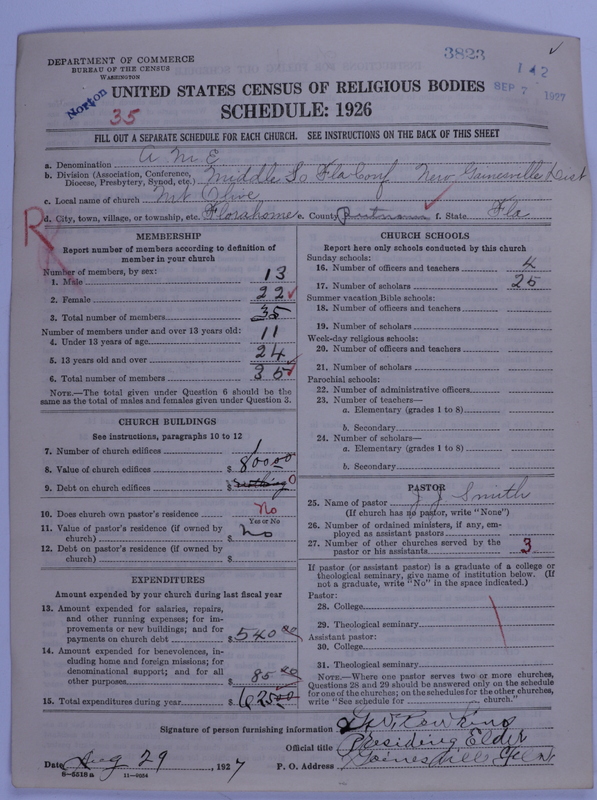 3823
142
SEP 7 1927
DEPARTMENT OF COMMERCE
BUREAU OF THE CENSUS
WASHINGTON
Norton
35
UNITED STATES CENSUS OF RELIGIOUS BODIES
SCHEDULE: 1926
FILL OUT A SEPARATE SCHEDULE FOR EACH CHURCH. SEE INSTRUCTIONS ON THE BACK OF THIS SHEET
a. Denomination A M E
b. Division (Association, Conference, Diocese, Presbytery, Synod, etc.) Middle So Fla Conf New Gainesville Dist
c. Local name of church Mt Olive
d. City, town, village, or township, etc. Florahome e. County Putnam f. State Fla
R
MEMBERSHIP
Report number of members according to definition of
member in your church
Number of members, by sex:
1. Male 13
2. Female 22
3. Total number of members 35
Number of members under and over 13 years old:
4. Under 13 years of age 11
5. 13 years old and over 24
6. Total number of members 35
NOTE.—The total given under Question 6 should be
same as the total of males and females given under Question 3.
CHURCH BUILDINGS
See instructions, paragraphs 10 to 12
7. Number of church edifices 1
8. Value of church edifices $ 800.00
9. Debt on church edifices $ nothing 0
10. Does church own pastor's residence No
Yes or No
11. Value of pastor's residence (if owned by
church) $ No
12. Debt on pastor's residence (if owned by
church) $
EXPENDITURES
Amount expended by your church during last fiscal year
13. Amount expended for salaries, repairs,
and other running expenses; for im-
provements or new buildings; and for
payments on church debt $ 540 00
14. Amount expended for benevolences, in-
cluding home and foreign missions; for
denominational support; and for all
other purposes 85 00
15. Total expenditures during year $ 625 00
CHURCH SCHOOLS
Report here only schools conducted by this church
Sunday schools:
16. Number of officers and teachers 4
17. Number of scholars 25
Summer vacation Bible schools:
18. Number of officers and teachers
19. Number of scholars
Week-day religious schools:
20. Number of officers and teachers
21. Number of scholars
Parochial schools:
22. Number of administrative officers
23. Number of teachers—
a. Elementary (grades 1 to 8)
b. Secondary
24. Number of scholars—
a. Elementary (grades 1 to 8)
b. Secondary
PASTOR
25. Name of pastor J J Smith
(If church has no pastor, write "None")
26. Number of ordained ministers, if any, em-
ployed as assistant pastors
27. Number of other churches served by the
pastor or his assistants 3
If pastor (or assistant pastor) is a graduate of a college or
theological seminary, give name of institution below. (If
not a graduate, write "No" in the space indicated.)
Pastor:
28. College
29. Theological seminary
Assistant pastor:
30. College
31. Theological seminary
NOTE.—Where one pastor serves two or more churches,
Questions 28 and 29 should be answered only on the schedule
for one of the churches; on the schedules for the other churches,
write "See schedule for church."
Signature of person furnishing information
Official title Presiding Elder
Date Aug 29, 1927 P. O. Address Gainesville
8-5518 a 11-9254